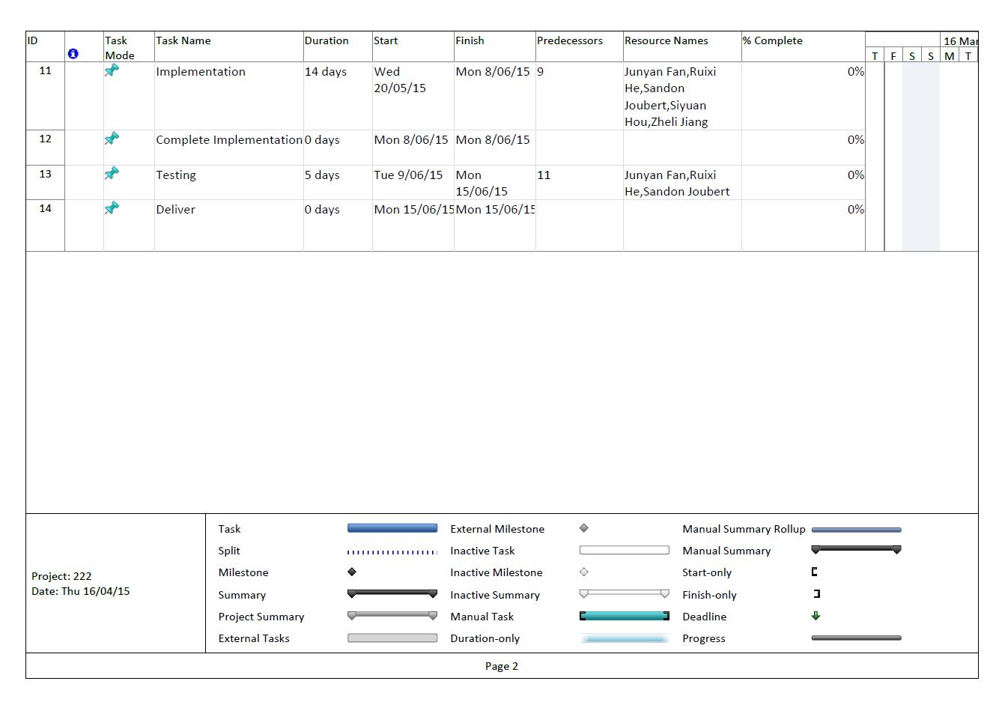 ID Task Mode Task Name Duration Start Finish Predecessors Resource Names % Complete 16 Mar
T F S S M T
11 Implementation 14 days Wed 20/05/15 Mon 8/06/15 9 Junyan Fan,Ruixi He,Sandon Joubert,Siyuan Hou,Zheli Jiang 0%
12 Complete Implementation 0 days Mon 8/06/15 Mon 8/06/15 0%
13 Testing 5 days Tue 9/06/15 Mon 15/06/15 11 Junyan Fan,Ruixi He,Sandon Joubert 0%
14 Deliver 0 days Mon 15/06/15 Mon 15/06/15 0%
Project: 222
Date: Thu 16/04/15
Task
Split
Milestone
Summary
Project Summary
External Tasks
External Milestone
Inactive Task
Inactive Milestone
Inactive Summary
Manual Task
Duration-only
Manual Summary Rollup
Manual Summary
Start-only
Finish-only
Deadline
Progress
Page 2